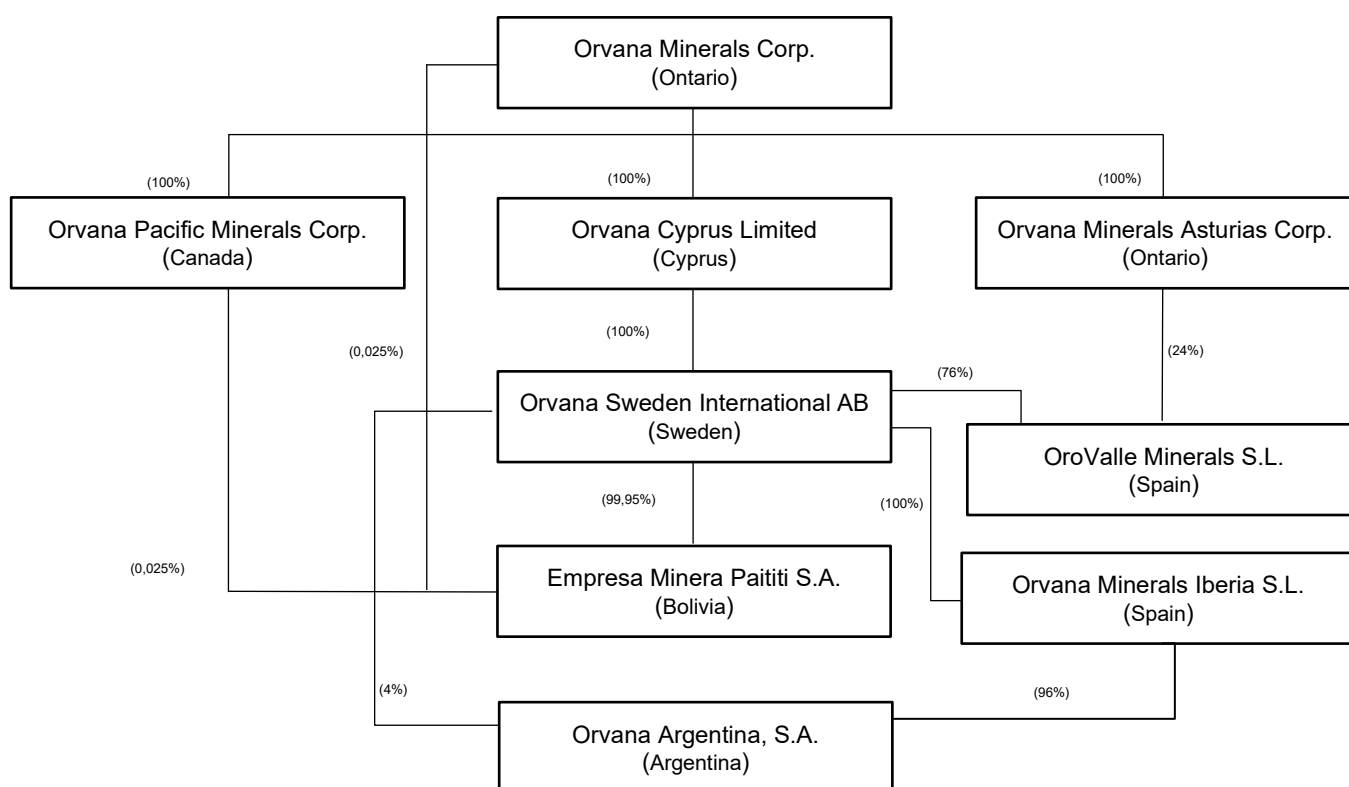 Orvana Minerals Corp.
(Ontario)
(100%)
(100%)
(100%)
Orvana Pacific Minerals Corp.
(Canada)
Orvana Cyprus Limited
(Cyprus)
Orvana Minerals Asturias Corp.
(Ontario)
(0,025%)
(100%)
(24%)
(76%)
Orvana Sweden International AB
(Sweden)
OroValle Minerals S.L.
(Spain)
(99,95%)
(100%)
(0,025%)
Empresa Minera Paititi S.A.
(Bolivia)
Orvana Minerals Iberia S.L.
(Spain)
(4%)
(96%)
Orvana Argentina, S.A.
(Argentina)